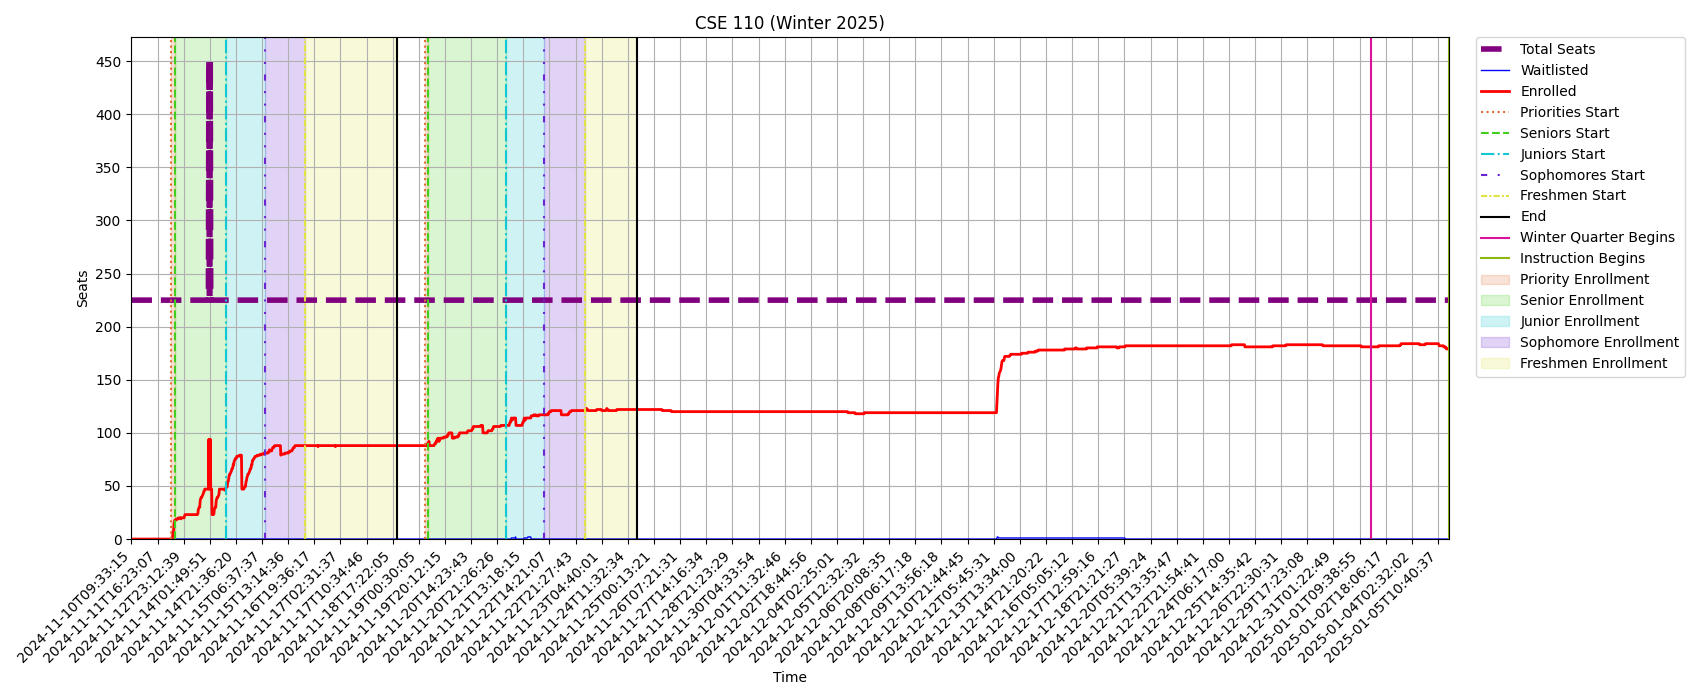 CSE 110 (Winter 2025)
450
400
350
300
250
200
150
100
50
0
Seats
2024-11-10T09:33:15
2024-11-11T16:23:07
2024-11-12T23:12:39
2024-11-14T01:49:51
2024-11-14T21:36:20
2024-11-15T06:37:37
2024-11-15T13:14:36
2024-11-16T19:36:17
2024-11-17T02:31:37
2024-11-17T10:34:46
2024-11-18T17:22:05
2024-11-19T00:30:05
2024-11-19T20:12:15
2024-11-20T14:23:43
2024-11-20T21:26:26
2024-11-21T13:18:15
2024-11-22T14:21:07
2024-11-22T21:27:43
2024-11-23T04:40:01
2024-11-24T11:32:34
2024-11-25T00:13:21
2024-11-26T07:21:31
2024-11-27T14:16:34
2024-11-28T21:23:29
2024-11-30T04:33:54
2024-12-01T11:32:46
2024-12-02T18:44:56
2024-12-04T02:25:01
2024-12-05T12:32:32
2024-12-06T20:08:35
2024-12-08T06:17:18
2024-12-09T13:56:18
2024-12-10T21:44:45
2024-12-12T05:45:31
2024-12-13T13:34:00
2024-12-14T21:20:22
2024-12-16T05:05:12
2024-12-17T12:59:16
2024-12-18T21:21:27
2024-12-20T05:39:24
2024-12-21T13:35:47
2024-12-22T21:54:41
2024-12-24T06:17:00
2024-12-25T14:35:42
2024-12-26T22:30:31
2024-12-29T17:23:08
2024-12-31T01:22:49
2025-01-01T09:38:55
2025-01-02T18:06:17
2025-01-04T02:32:02
2025-01-05T10:40:37
Time
Total Seats
Waitlisted
Enrolled
Priorities Start
Seniors Start
Juniors Start
Sophomores Start
Freshmen Start
End
Winter Quarter Begins
Instruction Begins
Priority Enrollment
Senior Enrollment
Junior Enrollment
Sophomore Enrollment
Freshmen Enrollment